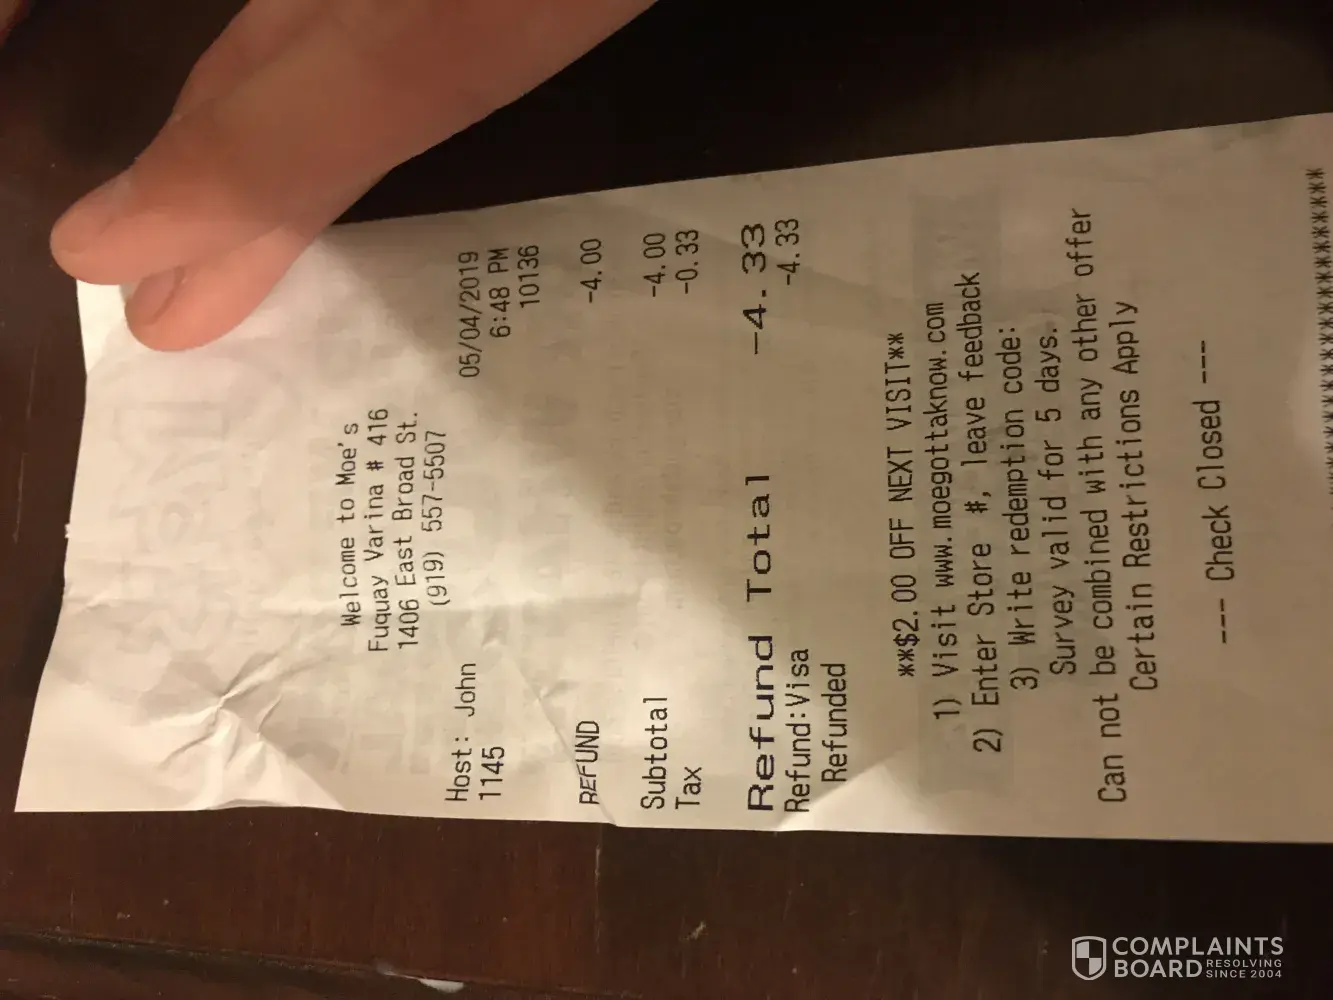 Welcome to Moe's
Fuquay Varina # 416
1406 East Broad St.
(919) 557-5507
Host: John 05/04/2019
1145 6:48 PM
10136
REFUND -4.00
Subtotal -4.00
Tax -0.33
Refund Total -4.33
Refund:Visa -4.33
Refunded
**$2.00 OFF NEXT VISIT**
1) Visit www.moegottaknow.com
2) Enter Store #, leave feedback
3) Write redemption code:
Survey valid for 5 days.
Can not be combined with any other offer
Certain Restrictions Apply
--- Check Closed ---
COMPLAINTS
BOARD RESOLVING
SINCE 2004